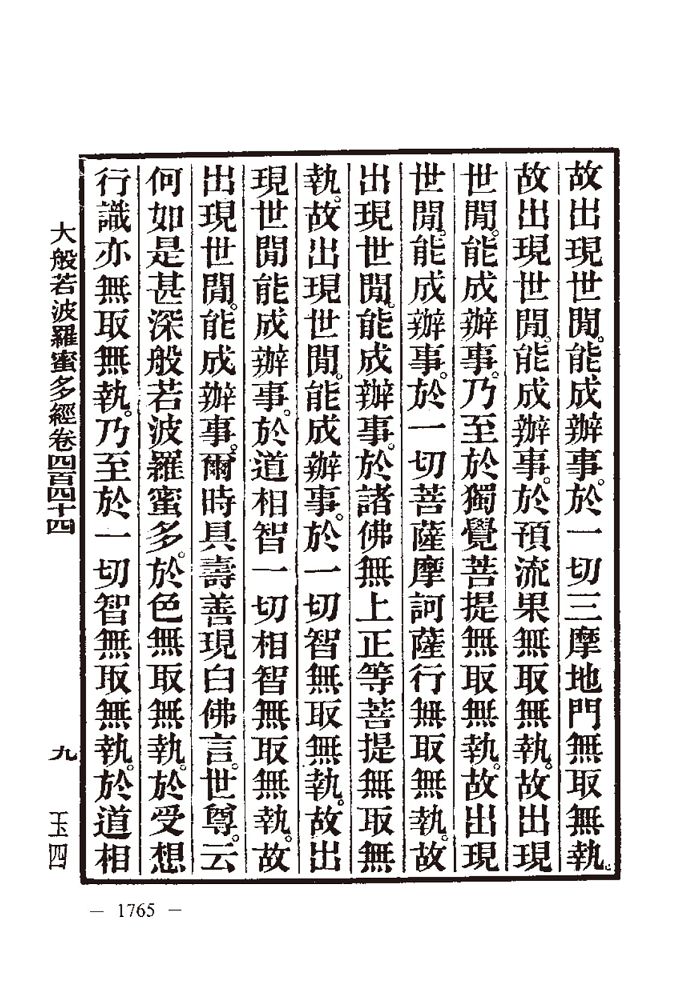 故出現世閒。能成辦事。於一切三摩地門無取無執。
故出現世閒。能成辦事。於預流果無取無執。故出現
世閒。能成辦事。乃至於獨覺菩提無取無執。故出現
世閒。能成辦事。於一切菩薩摩訶薩行無取無執。故
出現世閒。能成辦事。於諸佛無上正等菩提無取無
執。故出現世閒。能成辦事。於一切智無取無執。故出
現世閒能成辦事。於道相智一切相智無取無執。故
出現世閒。能成辦事。爾時具壽善現白佛言。世尊。云
何如是甚深般若波羅蜜多。於色無取無執。於受想
行識亦無取無執。乃至於一切智無取無執。於道相
大般若波羅蜜多經卷四百四十四 九 玉四
— 1765 —